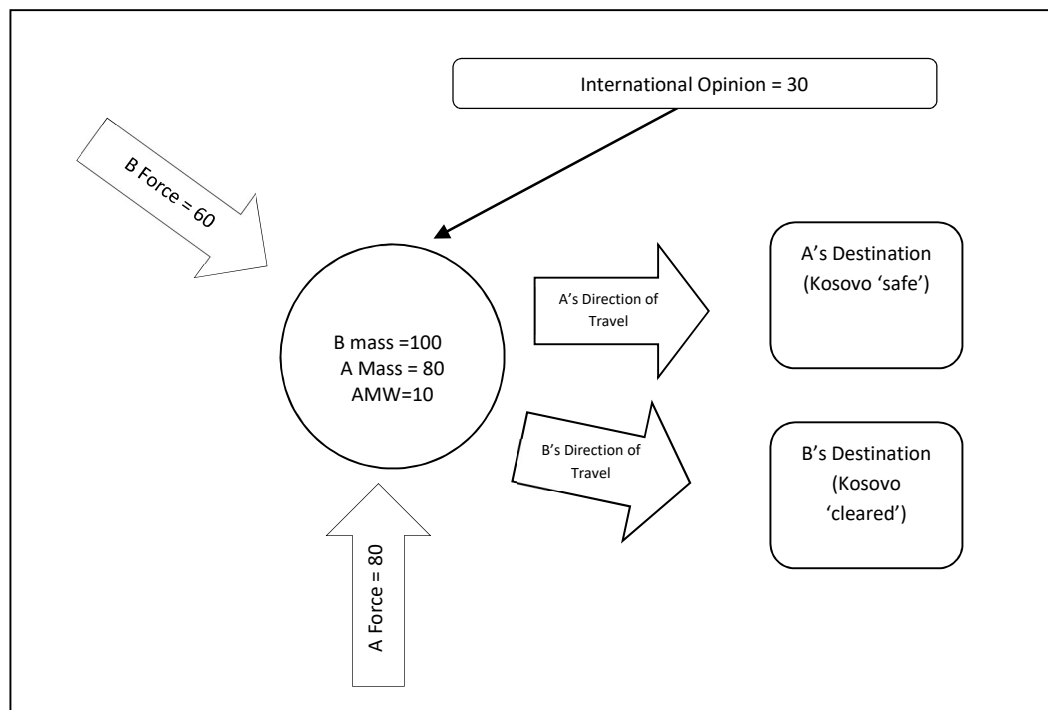 International Opinion = 30
B Force = 60
A’s Destination
(Kosovo ‘safe’)
A’s Direction of
Travel
B mass =100
A Mass = 80
AMW=10
B’s Direction of
Travel
B’s Destination
(Kosovo
‘cleared’)
A Force = 80